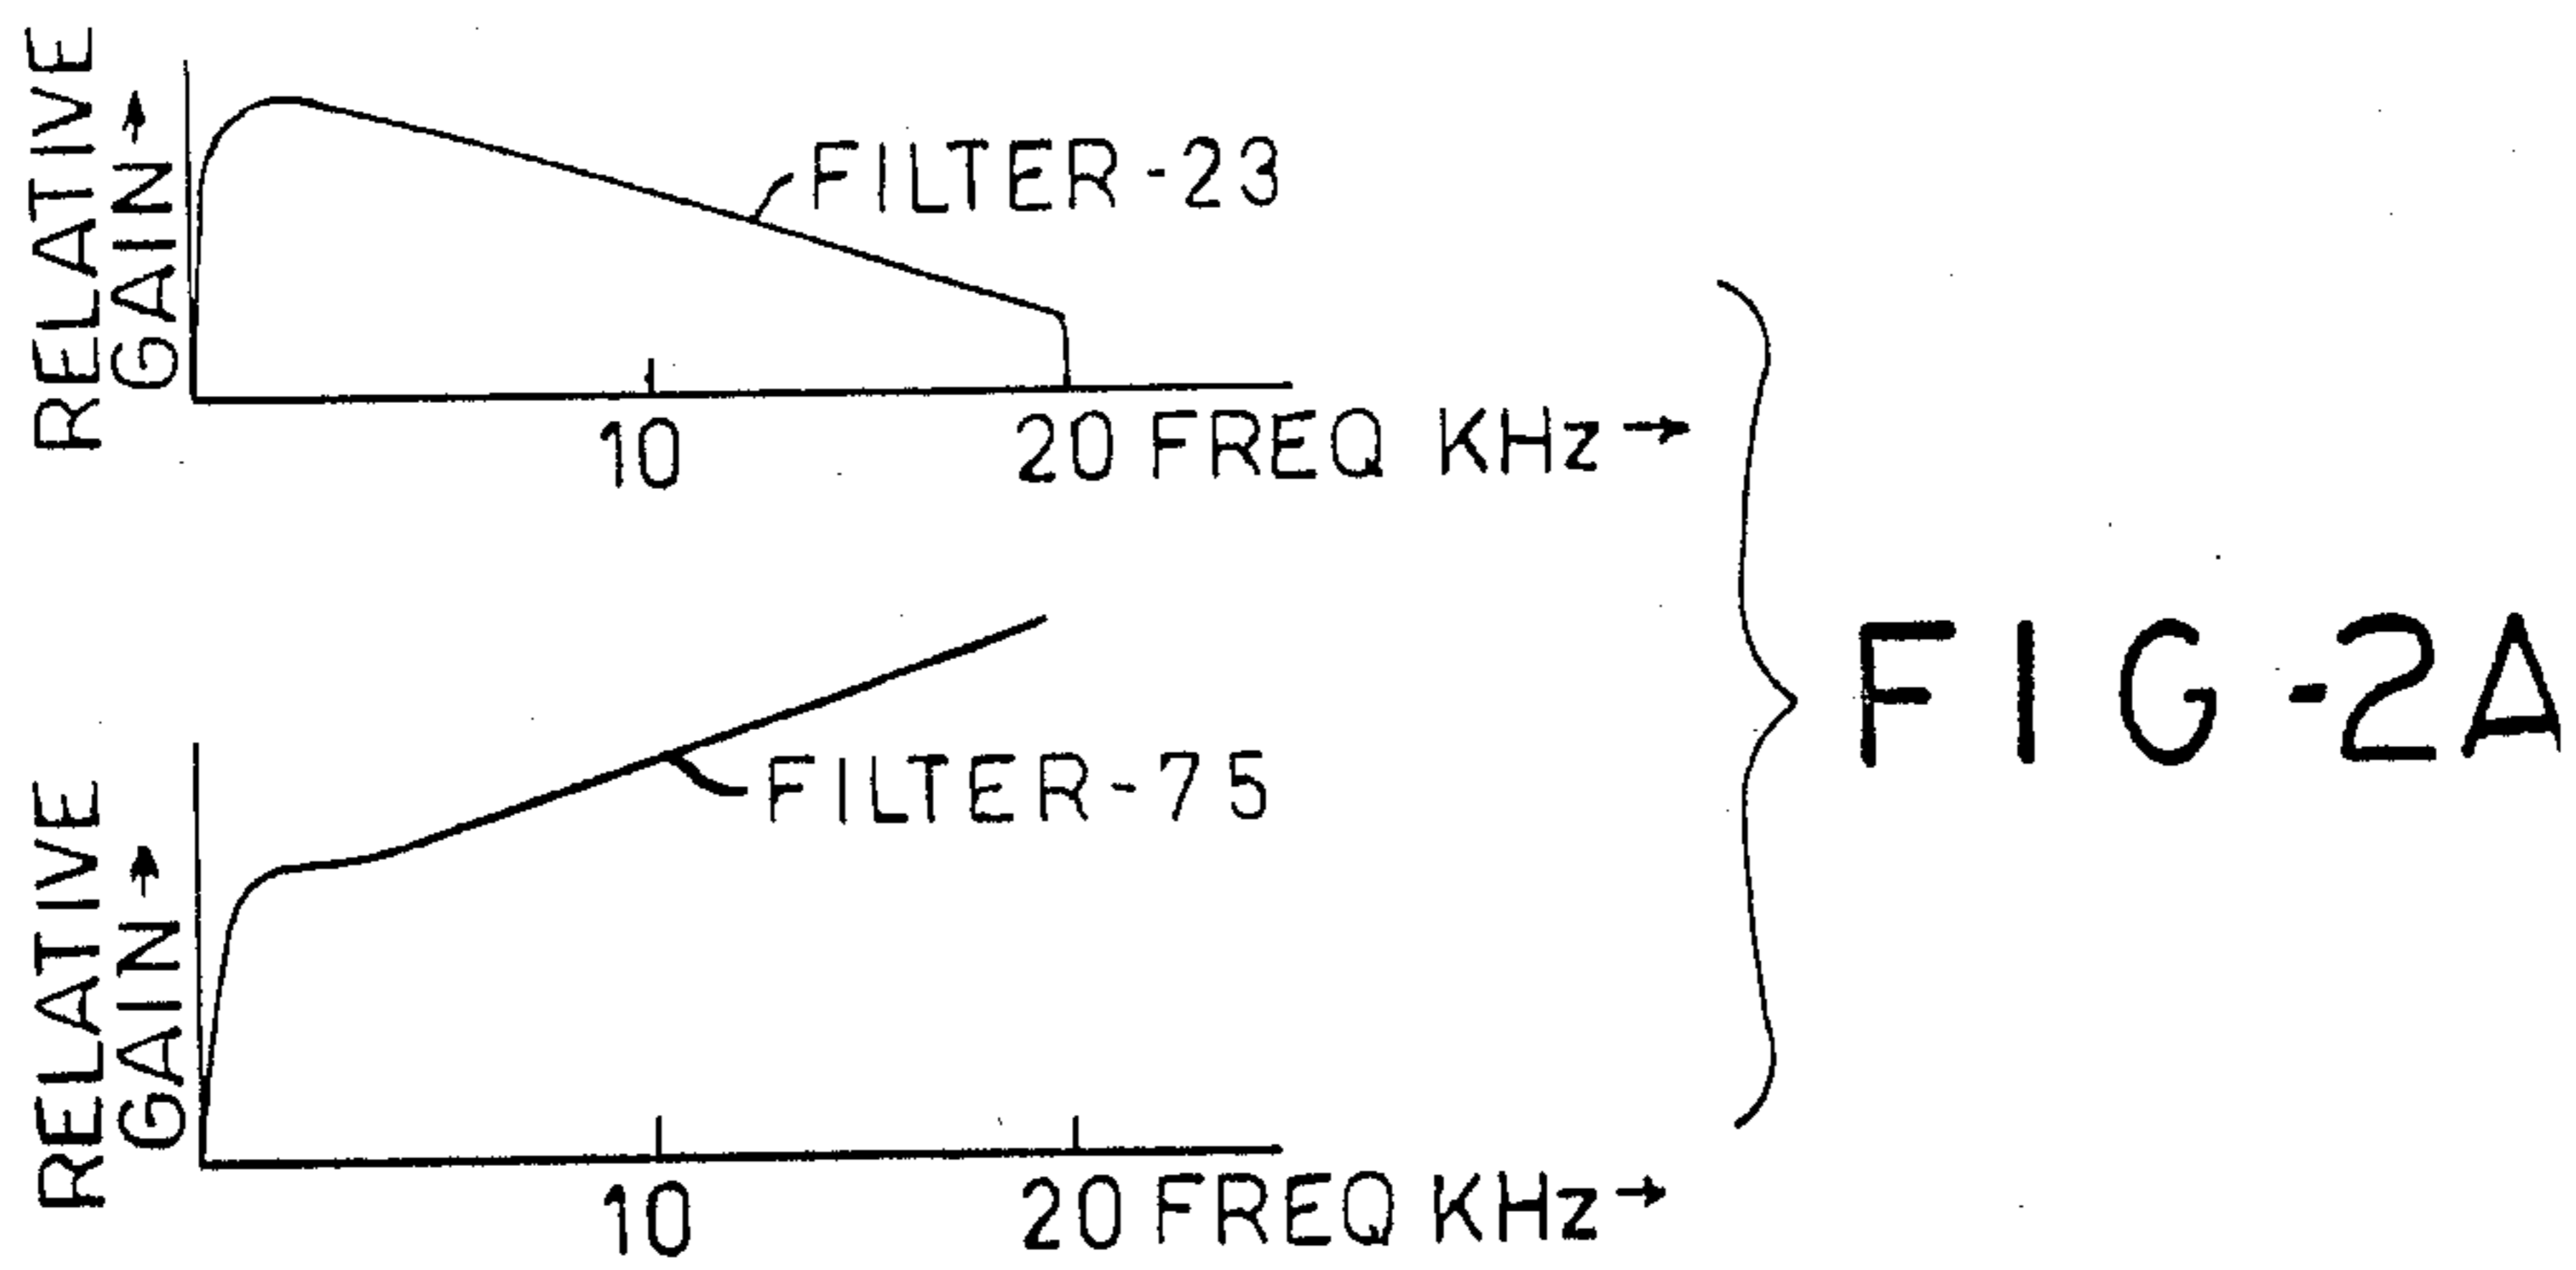 RELATIVE
GAIN→
FILTER-23
10
20 FREQ KHz→
RELATIVE
GAIN→
FILTER-75
10
20 FREQ KHz→
FIG-2A